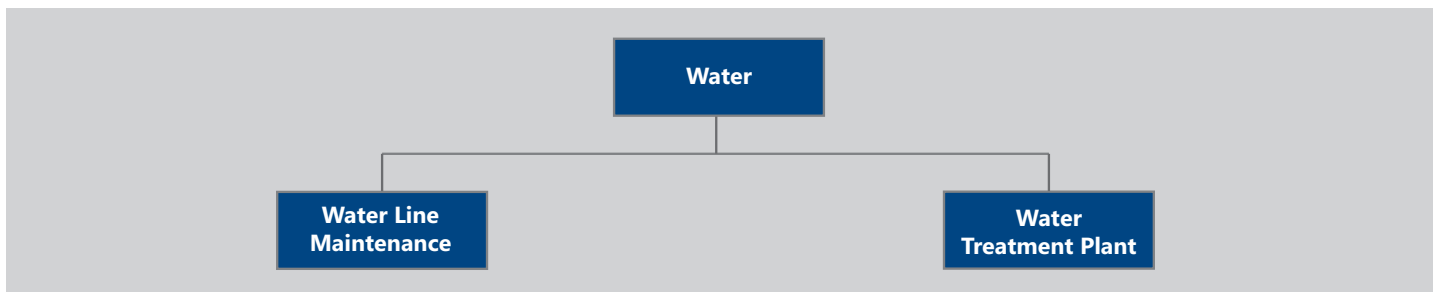 Water
Water Line
Maintenance
Water
Treatment Plant